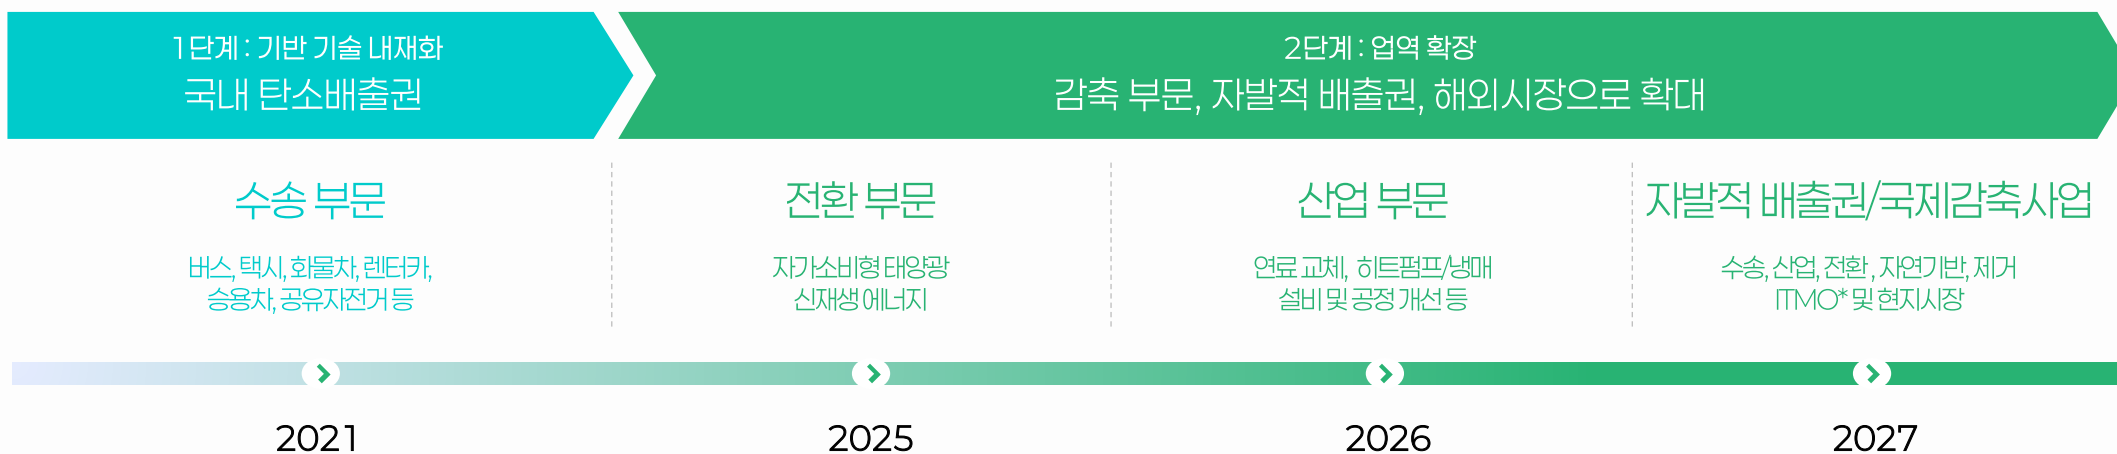 1단계 : 기반 기술 내재화
국내 탄소배출권
2단계 : 업역 확장
감축 부문, 자발적 배출권, 해외시장으로 확대
수송 부문
버스, 택시, 화물차, 렌터카,
승용차, 공유자전거 등
전환 부문
자가소비형 태양광
신재생 에너지
산업 부문
연료 교체, 히트펌프/냉매
설비 및 공정 개선 등
자발적 배출권/국제감축사업
수송, 산업, 전환 , 자연기반, 제거
ITMO* 및 현지시장
2021
2025
2026
2027